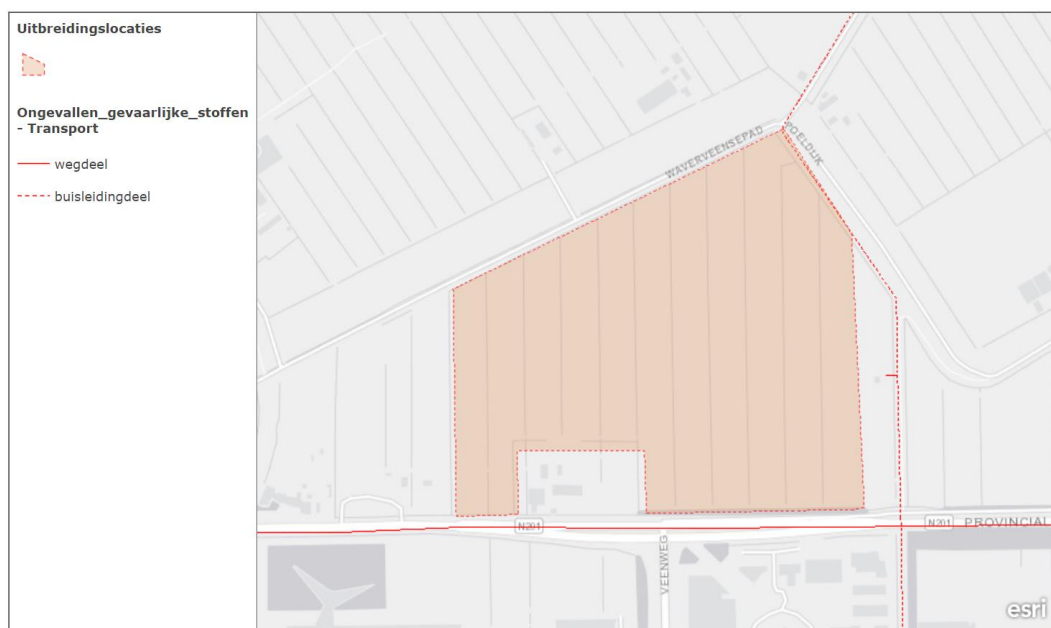 Uitbreidingslocaties
Ongevallen_gevaarlijke_stoffen
- Transport
wegdeel
buisleidingdeel
WAVERVEENSEPAD
POELDIJK
N201
N201
PROVINCIAL
VEENWEG
esri